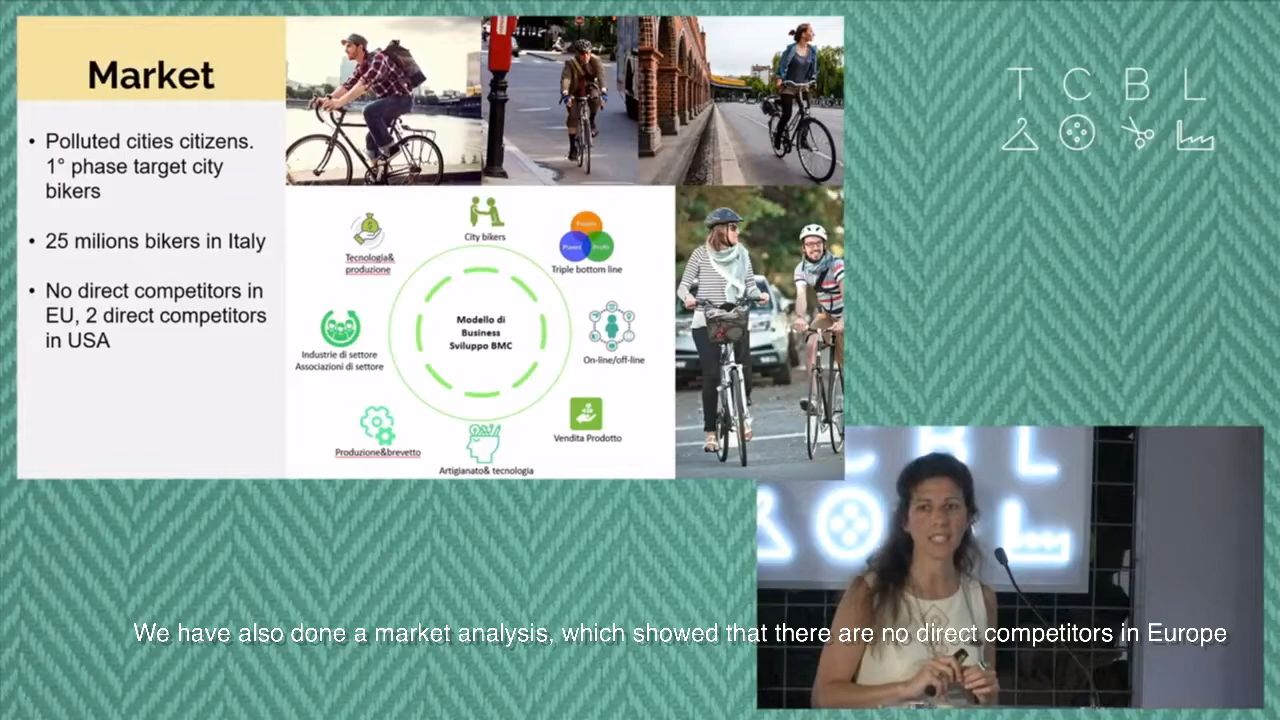 Market
• Polluted cities citizens.
1° phase target city
bikers
• 25 milions bikers in Italy
• No direct competitors in
EU, 2 direct competitors
in USA
T C B L
City bikers
Tecnologia&
produzione
People
Planet
Profit
Triple bottom line
Modello di
Business
Sviluppo BMC
Industrie di settore
Associazioni di settore
On-line/off-line
Produzione&brevetto
Artigianato& tecnologia
Vendita Prodotto
C B L
We have also done a market analysis, which showed that there are no direct competitors in Europe